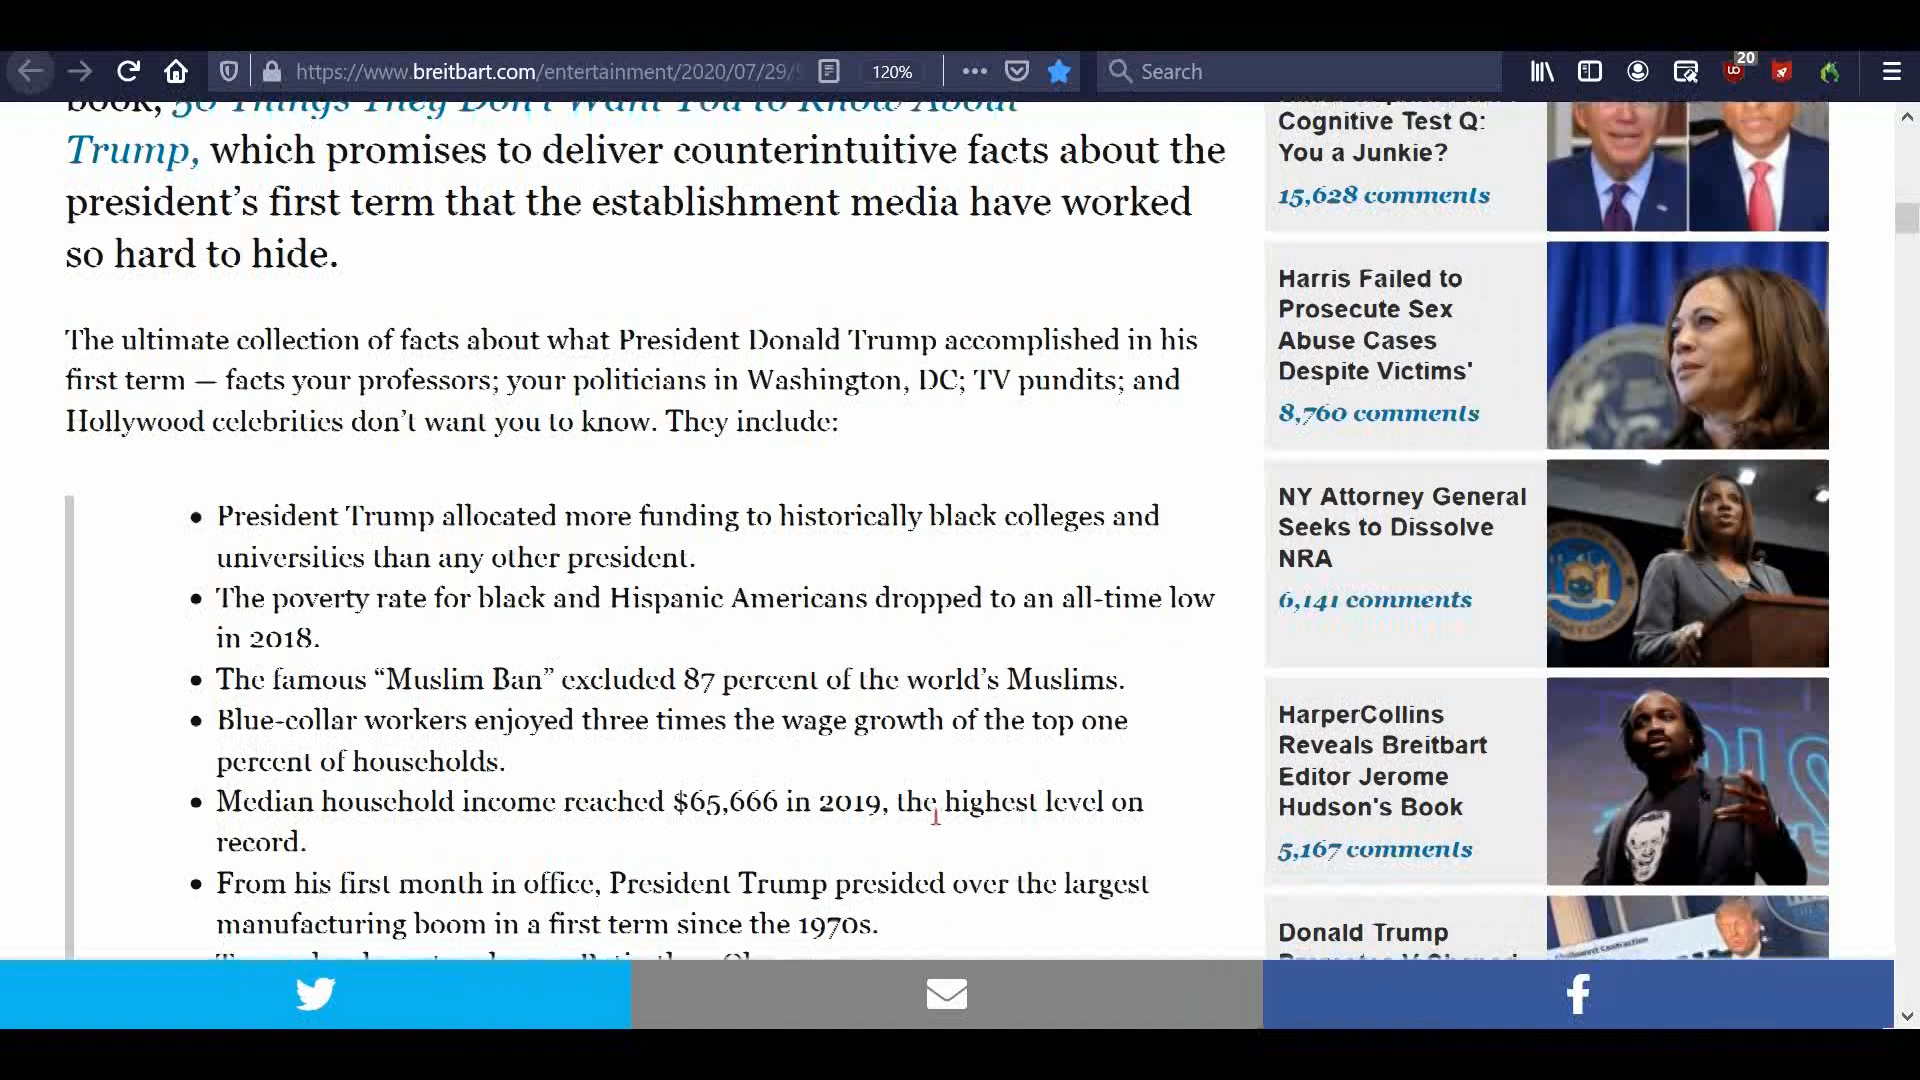 https://www.breitbart.com/entertainment/2020/07/29/5
120%
Search
20
book, 50 Things They Don't Want You to Know About
Trump, which promises to deliver counterintuitive facts about the
president’s first term that the establishment media have worked
so hard to hide.
The ultimate collection of facts about what President Donald Trump accomplished in his
first term — facts your professors; your politicians in Washington, DC; TV pundits; and
Hollywood celebrities don’t want you to know. They include:
• President Trump allocated more funding to historically black colleges and
universities than any other president.
• The poverty rate for black and Hispanic Americans dropped to an all-time low
in 2018.
• The famous “Muslim Ban” excluded 87 percent of the world’s Muslims.
• Blue-collar workers enjoyed three times the wage growth of the top one
percent of households.
• Median household income reached $65,666 in 2019, the highest level on
record.
• From his first month in office, President Trump presided over the largest
manufacturing boom in a first term since the 1970s.
Cognitive Test Q:
You a Junkie?
15,628 comments
Harris Failed to
Prosecute Sex
Abuse Cases
Despite Victims'
8,760 comments
NY Attorney General
Seeks to Dissolve
NRA
6,141 comments
HarperCollins
Reveals Breitbart
Editor Jerome
Hudson's Book
5,167 comments
Donald Trump